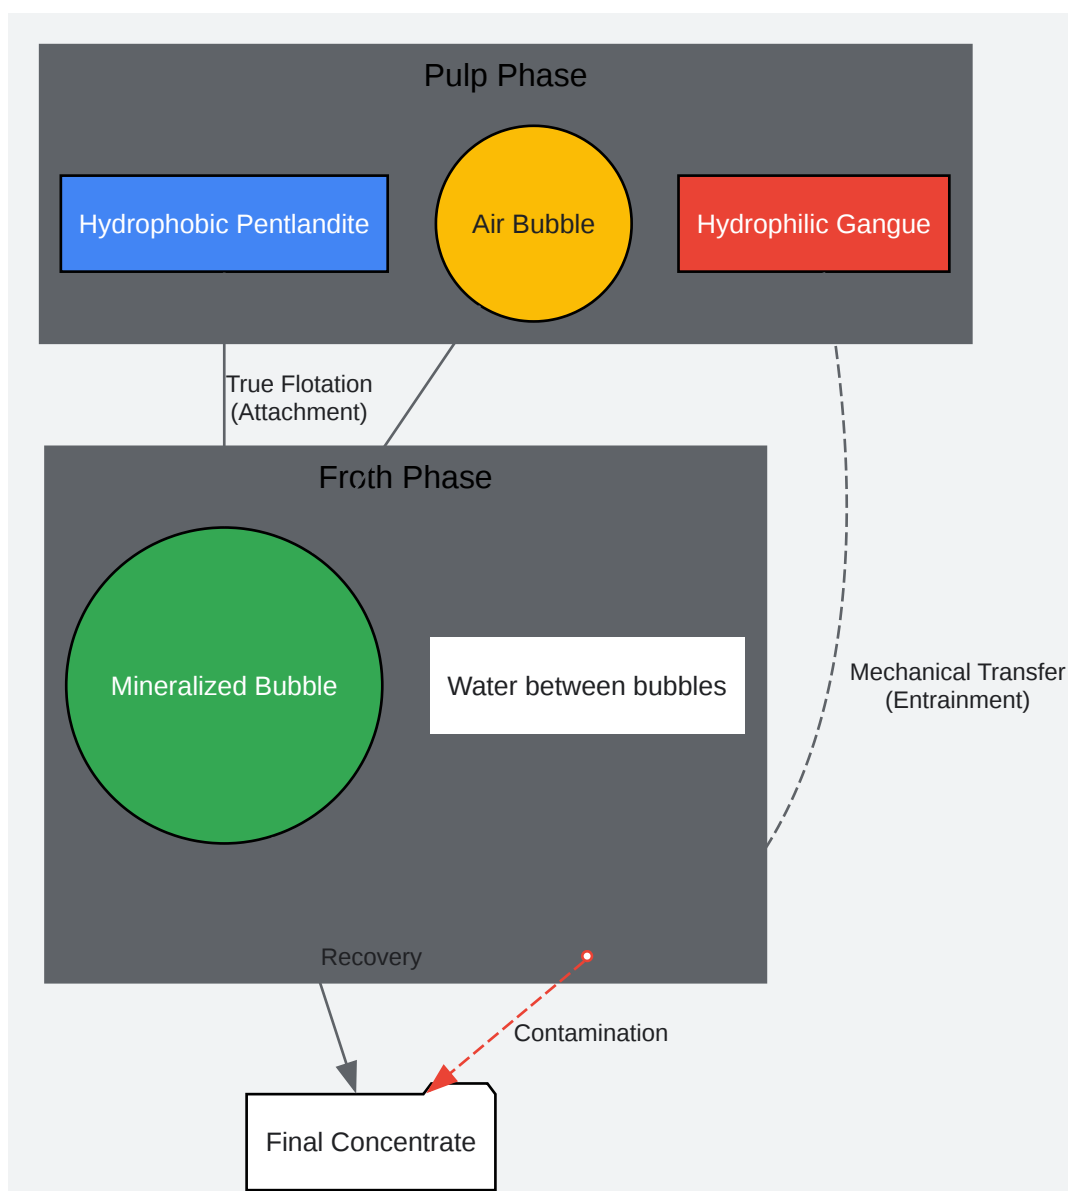 Pulp Phase
Hydrophobic Pentlandite
Air Bubble
Hydrophilic Gangue
True Flotation
(Attachment)
Froth Phase
Mineralized Bubble
Water between bubbles
Mechanical Transfer
(Entrainment)
Recovery
Contamination
Final Concentrate